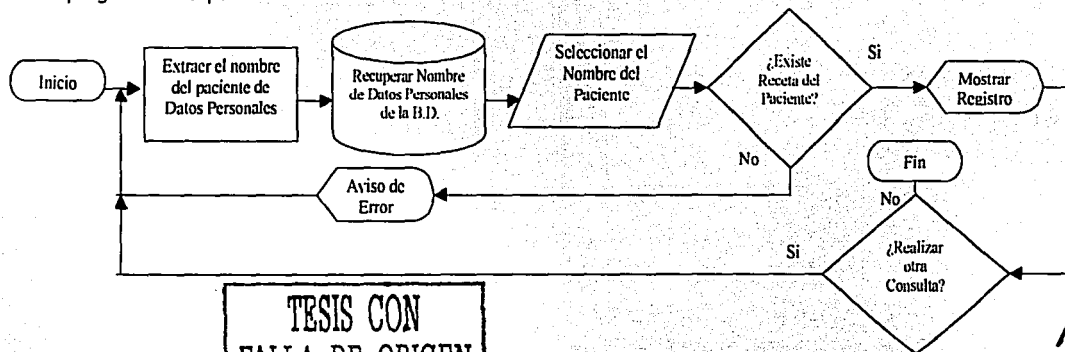 Inicio
Extraer el nombre
del paciente de
Datos Personales
Recuperar Nombre
de Datos Personales
de la B.D.
Seleccionar el
Nombre del
Paciente
¿Existe
Receta del
Paciente?
Si
Mostrar
Registro
No
Aviso de
Error
Fin
No
¿Realizar
otra
Consulta?
Si
TESIS CON
FALLA DE ORIGEN